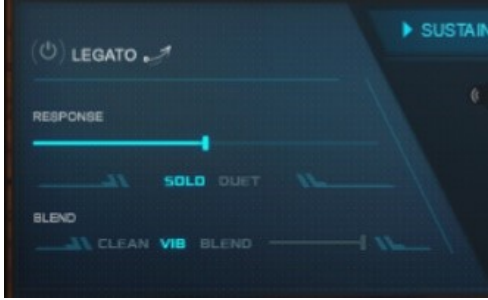 SUSTAIN
LEGATO
RESPONSE
SOLO DUET
BLEND
CLEAN VIB BLEND